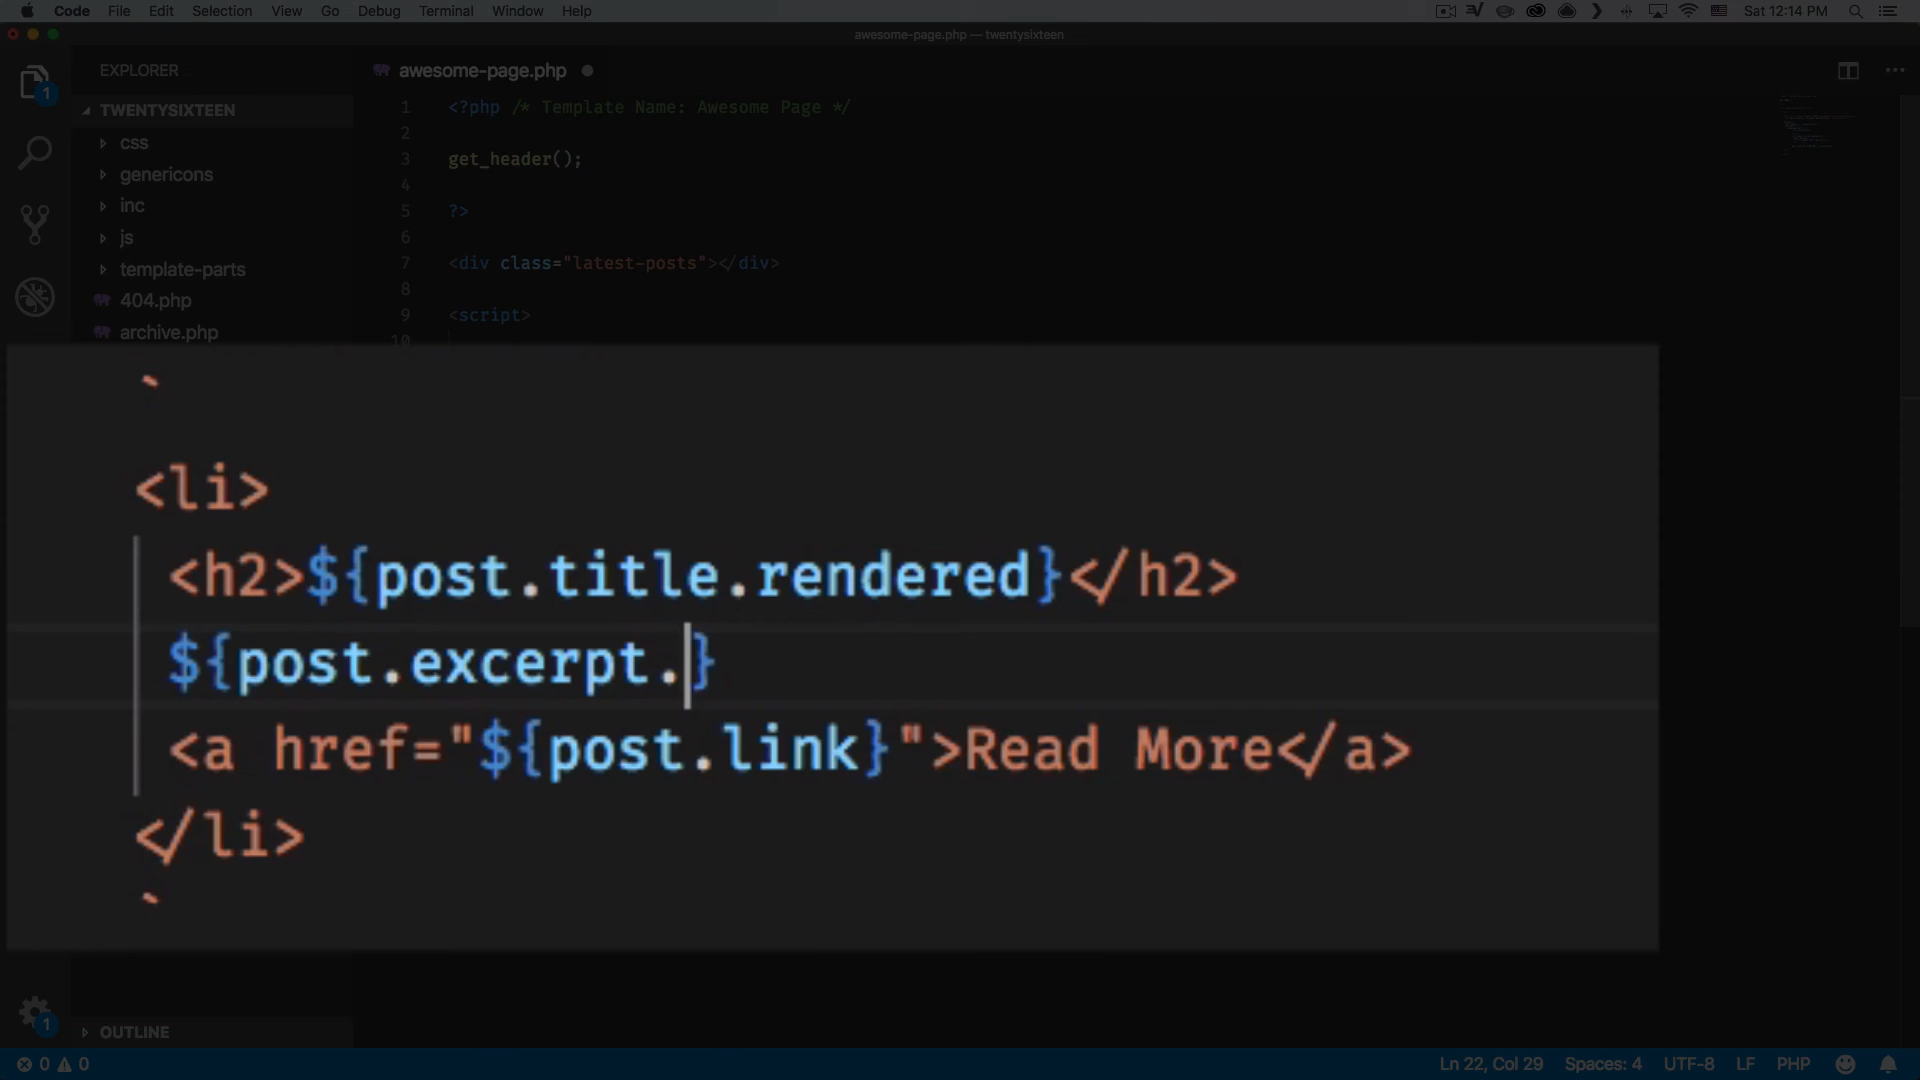 Code File Edit Selection View Go Debug Terminal Window Help
Sat 12:14 PM
awesome-page.php — twentysixteen
1
EXPLORER
awesome-page.php
TWENTYSIXTEEN
css
genericons
inc
js
template-parts
404.php
archive.php
1 <?php /* Template Name: Awesome Page */
2
3 get_header();
4
5 ?>
6
7 <div class="latest-posts"></div>
8
9 <script>
10
`
<li>
<h2>${post.title.rendered}</h2>
${post.excerpt.}
<a href="${post.link}">Read More</a>
</li>
`
1
OUTLINE
0 0
Ln 22, Col 29 Spaces: 4 UTF-8 LF PHP